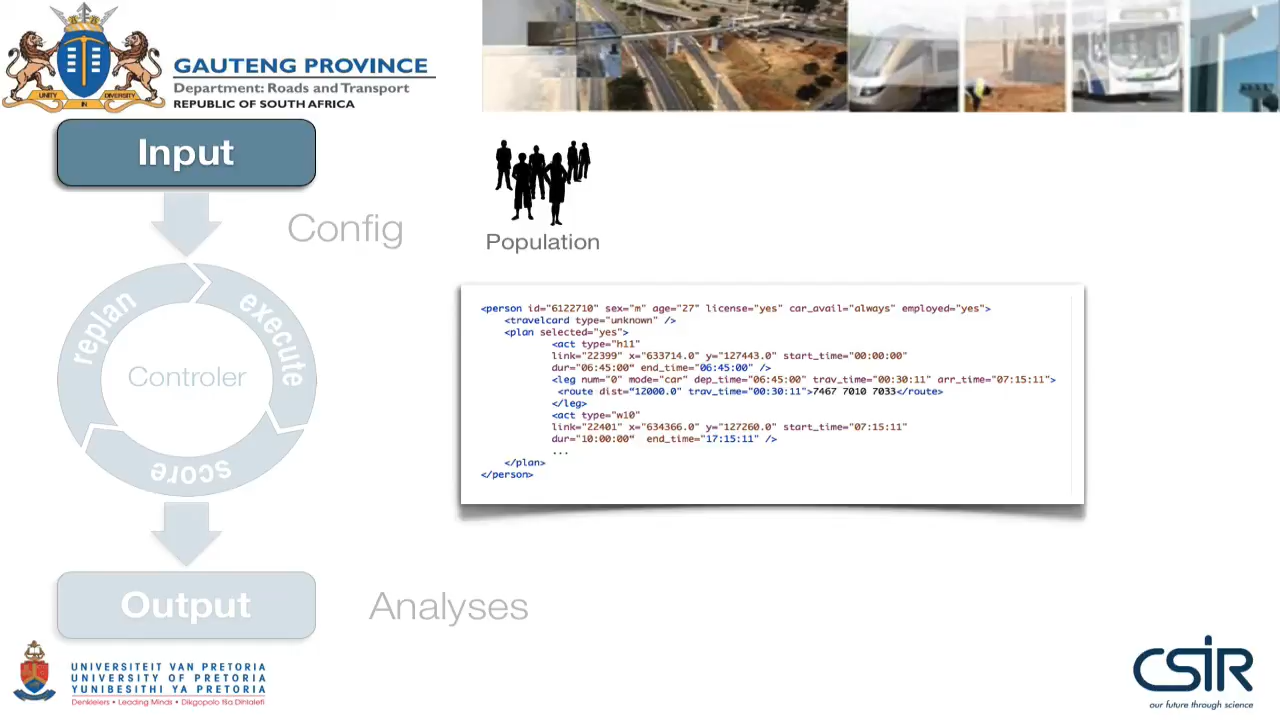 UNITY IN DIVERSITY
GAUTENG PROVINCE
Department: Roads and Transport
REPUBLIC OF SOUTH AFRICA
Input
Config
Population
replan
execute
Controler
score
<person id="6122710" sex="m" age="27" license="yes" car_avail="always" employed="yes">
<travelcard type="unknown" />
<plan selected="yes">
<act type="h11"
link="22399" x="633714.0" y="127443.0" start_time="00:00:00"
dur="06:45:00" end_time="06:45:00" />
<leg num="0" mode="car" dep_time="06:45:00" trav_time="00:30:11" arr_time="07:15:11">
<route dist="12000.0" trav_time="00:30:11">7467 7010 7033</route>
</leg>
<act type="w10"
link="22401" x="634366.0" y="127260.0" start_time="07:15:11"
dur="10:00:00" end_time="17:15:11" />
...
</plan>
</person>
Output
Analyses
UNIVERSITEIT VAN PRETORIA
UNIVERSITY OF PRETORIA
YUNIBESITHI YA PRETORIA
Denkleiers • Leading Minds • Dikgopolo tša Dihlalefi
CSIR
our future through science